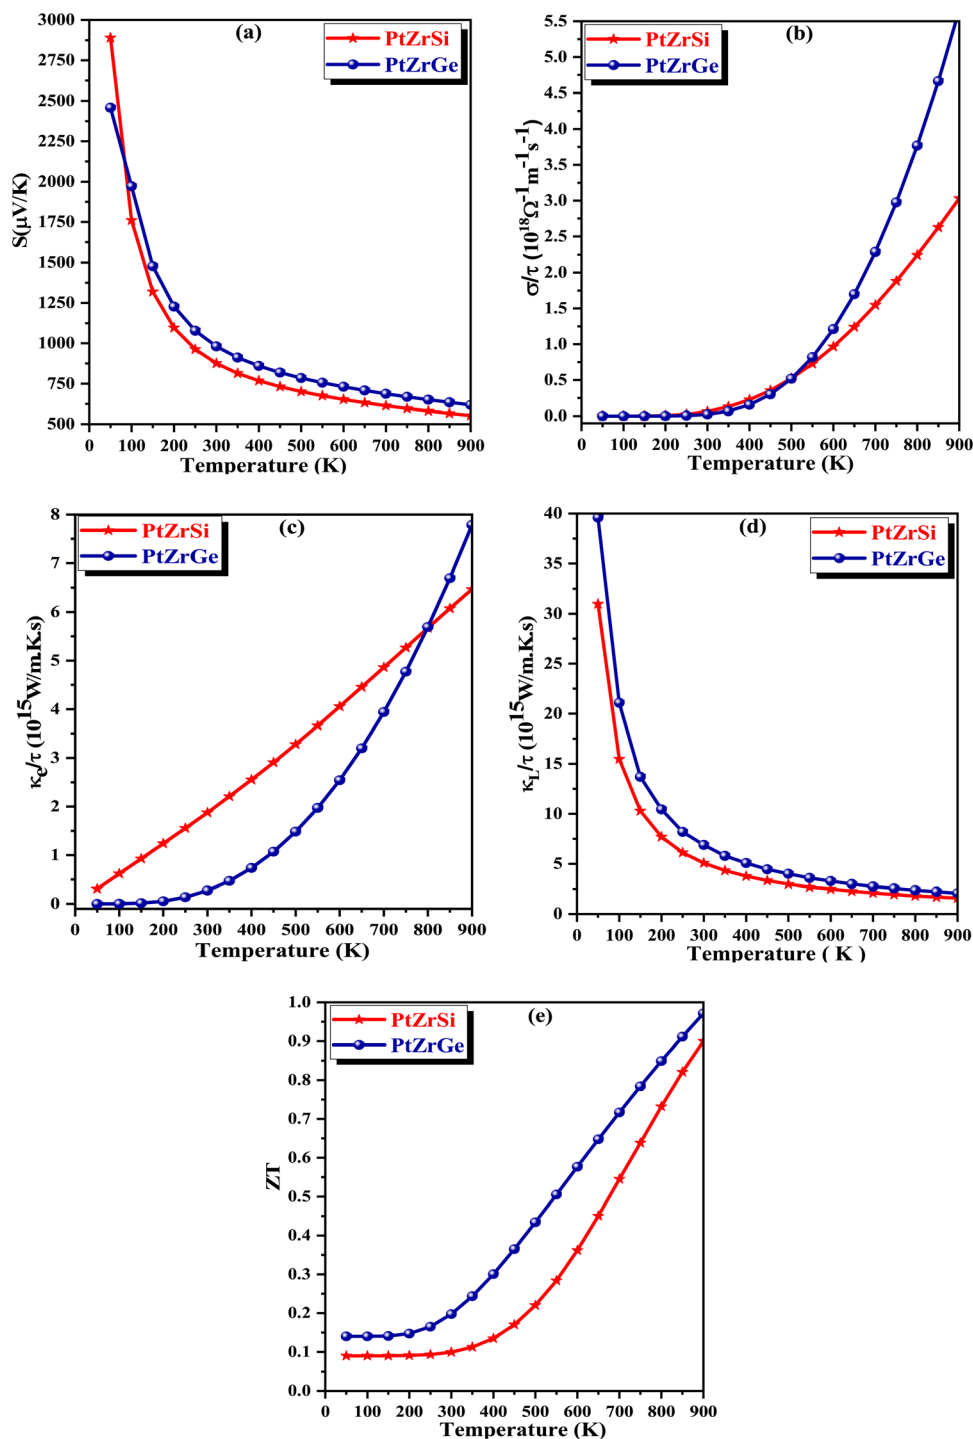 (a)
PtZrSi
PtZrGe
S(μV/K)
3000
2750
2500
2250
2000
1750
1500
1250
1000
750
500
0 100 200 300 400 500 600 700 800 900
Temperature (K)
(b)
PtZrSi
PtZrGe
σ/τ (10¹⁸Ω⁻¹m⁻¹s⁻¹)
5.5
5.0
4.5
4.0
3.5
3.0
2.5
2.0
1.5
1.0
0.5
0.0
0 100 200 300 400 500 600 700 800 900
Temperature (K)
(c)
PtZrSi
PtZrGe
κe/τ (10¹⁵W/m.K.s)
8
7
6
5
4
3
2
1
0
0 100 200 300 400 500 600 700 800 900
Temperature (K)
(d)
PtZrSi
PtZrGe
κL/τ (10¹⁵W/m.K.s)
40
35
30
25
20
15
10
5
0
0 100 200 300 400 500 600 700 800 900
Temperature ( K )
(e)
PtZrSi
PtZrGe
ZT
1.0
0.9
0.8
0.7
0.6
0.5
0.4
0.3
0.2
0.1
0.0
0 100 200 300 400 500 600 700 800 900
Temperature (K)